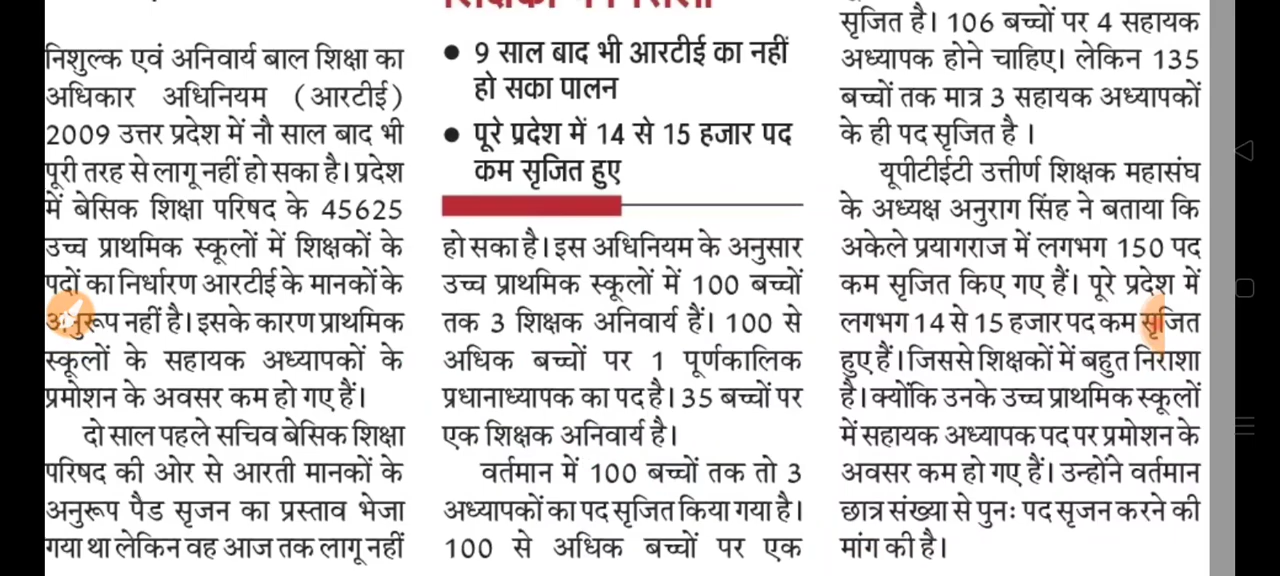 निशुल्क एवं अनिवार्य बाल शिक्षा का
अधिकार अधिनियम (आरटीई)
2009 उत्तर प्रदेश में नौ साल बाद भी
पूरी तरह से लागू नहीं हो सका है। प्रदेश
में बेसिक शिक्षा परिषद के 45625
उच्च प्राथमिक स्कूलों में शिक्षकों के
पदों का निर्धारण आरटीई के मानकों के
अनुरूप नहीं है। इसके कारण प्राथमिक
स्कूलों के सहायक अध्यापकों के
प्रमोशन के अवसर कम हो गए हैं।
दो साल पहले सचिव बेसिक शिक्षा
परिषद की ओर से आरती मानकों के
अनुरूप पैड सृजन का प्रस्ताव भेजा
गया था लेकिन वह आज तक लागू नहीं
● 9 साल बाद भी आरटीई का नहीं
हो सका पालन
● पूरे प्रदेश में 14 से 15 हजार पद
कम सृजित हुए
हो सका है। इस अधिनियम के अनुसार
उच्च प्राथमिक स्कूलों में 100 बच्चों
तक 3 शिक्षक अनिवार्य हैं। 100 से
अधिक बच्चों पर 1 पूर्णकालिक
प्रधानाध्यापक का पद है। 35 बच्चों पर
एक शिक्षक अनिवार्य है।
वर्तमान में 100 बच्चों तक तो 3
अध्यापकों का पद सृजित किया गया है।
100 से अधिक बच्चों पर एक
सृजित है। 106 बच्चों पर 4 सहायक
अध्यापक होने चाहिए। लेकिन 135
बच्चों तक मात्र 3 सहायक अध्यापकों
के ही पद सृजित है ।
यूपीटीईटी उत्तीर्ण शिक्षक महासंघ
के अध्यक्ष अनुराग सिंह ने बताया कि
अकेले प्रयागराज में लगभग 150 पद
कम सृजित किए गए हैं। पूरे प्रदेश में
लगभग 14 से 15 हजार पद कम सृजित
हुए हैं। जिससे शिक्षकों में बहुत निराशा
है। क्योंकि उनके उच्च प्राथमिक स्कूलों
में सहायक अध्यापक पद पर प्रमोशन के
अवसर कम हो गए हैं। उन्होंने वर्तमान
छात्र संख्या से पुनः पद सृजन करने की
मांग की है।